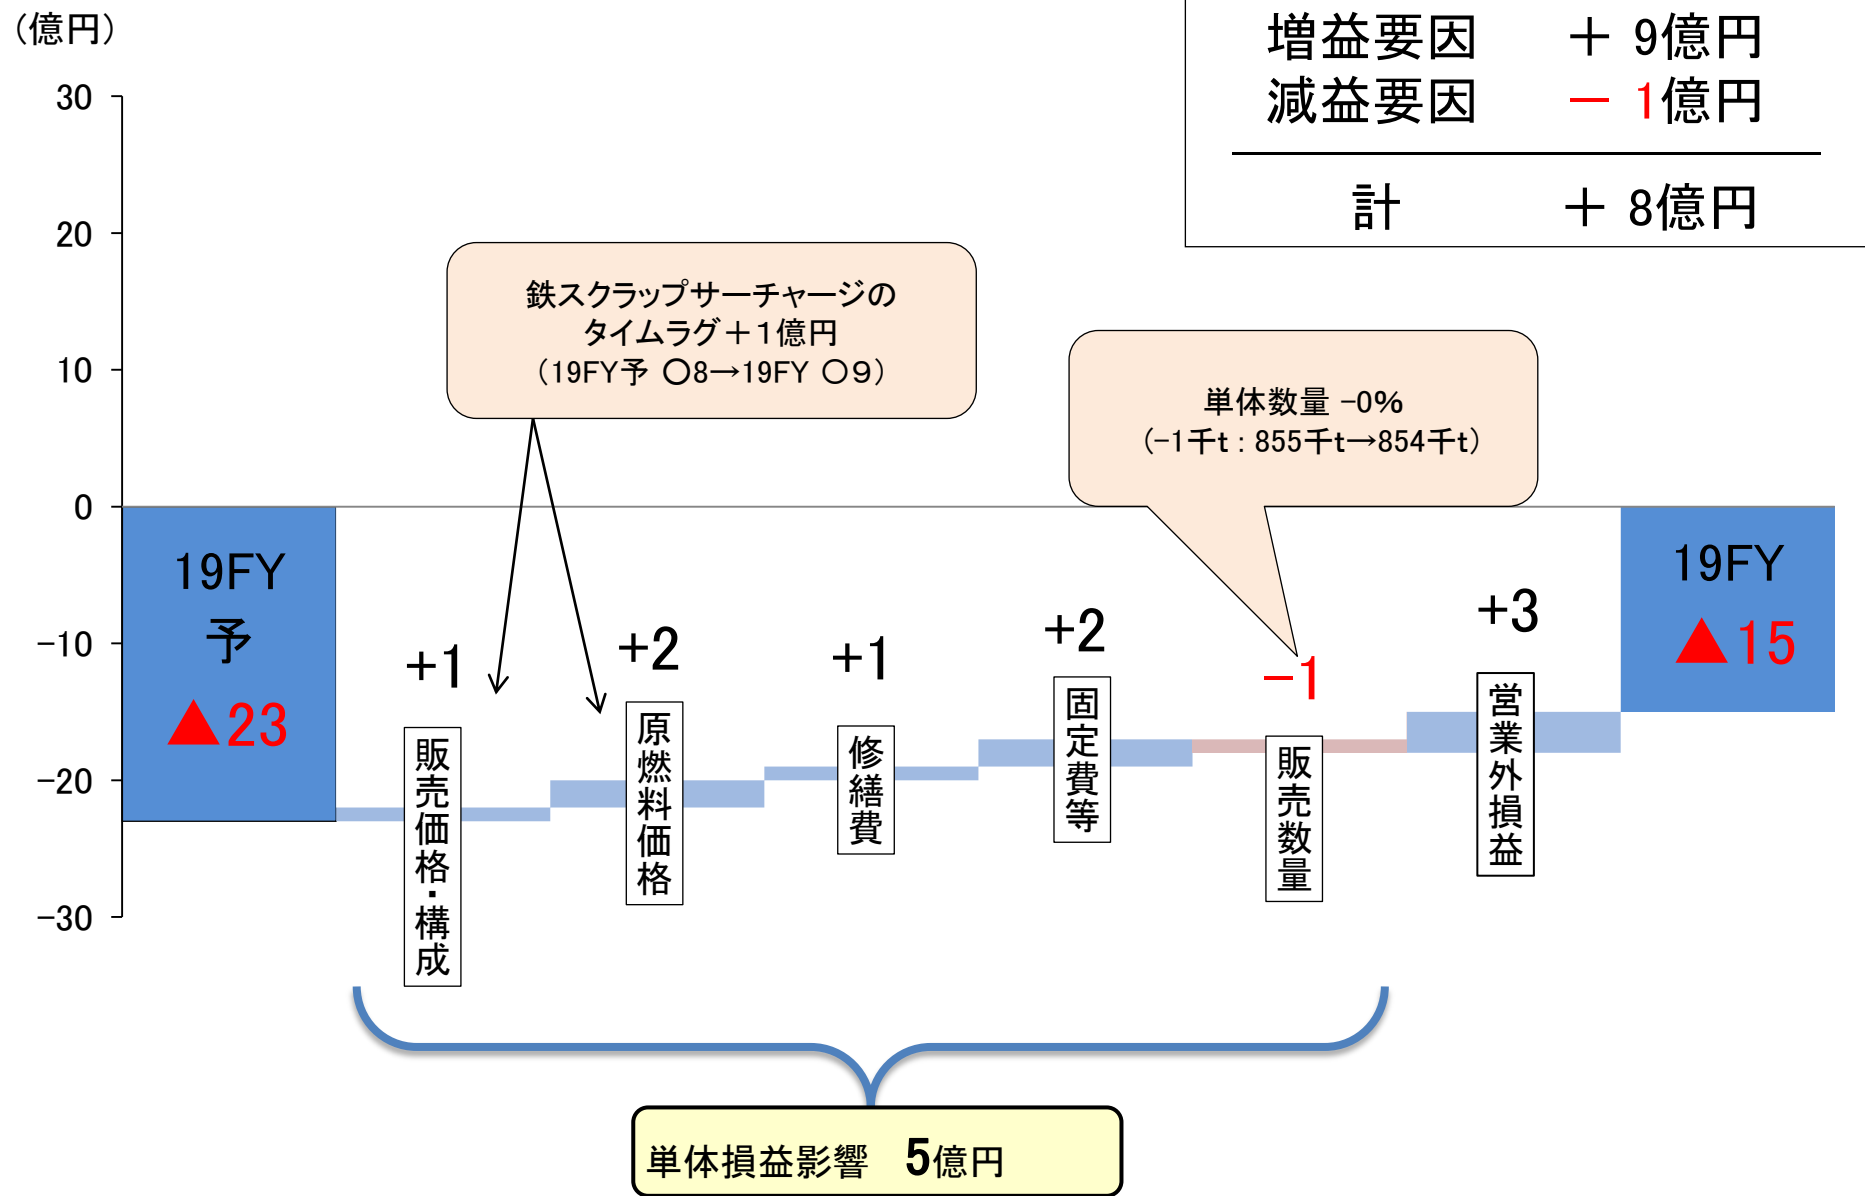 （億円）
増益要因 ＋ 9億円
減益要因 － 1億円
計 ＋ 8億円
30
20
10
0
-10
-20
-30
鉄スクラップサーチャージの
タイムラグ＋１億円
（19FY予 〇8→19FY 〇９）
単体数量 -0%
（-1千t：855千t→854千t）
19FY
予
▲23
+1
販売価格・構成
+2
原燃料価格
+1
修繕費
+2
固定費等
-1
販売数量
+3
営業外損益
19FY
▲15
単体損益影響 5億円